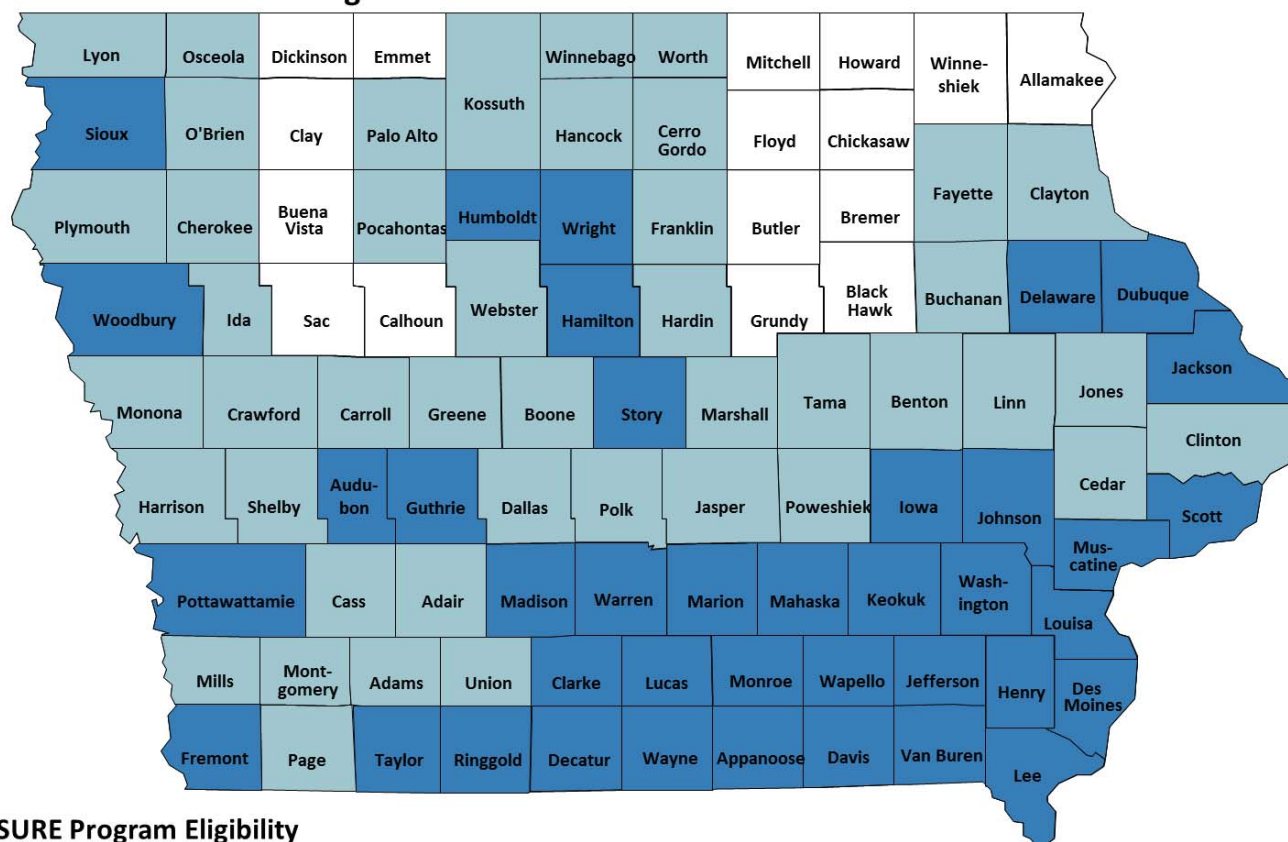 Lyon
Osceola
Dickinson
Emmet
Kossuth
Winnebago
Worth
Mitchell
Howard
Winne-
shiek
Allamakee
Sioux
O'Brien
Clay
Palo Alto
Hancock
Cerro
Gordo
Floyd
Chickasaw
Fayette
Clayton
Plymouth
Cherokee
Buena
Vista
Pocahontas
Humboldt
Wright
Franklin
Butler
Bremer
Woodbury
Ida
Sac
Calhoun
Webster
Hamilton
Hardin
Grundy
Black
Hawk
Buchanan
Delaware
Dubuque
Jackson
Monona
Crawford
Carroll
Greene
Boone
Story
Marshall
Tama
Benton
Linn
Jones
Clinton
Harrison
Shelby
Audu-
bon
Guthrie
Dallas
Polk
Jasper
Poweshiek
Iowa
Johnson
Cedar
Scott
Mus-
catine
Pottawattamie
Cass
Adair
Madison
Warren
Marion
Mahaska
Keokuk
Wash-
ington
Louisa
Mills
Mont-
gomery
Adams
Union
Clarke
Lucas
Monroe
Wapello
Jefferson
Henry
Des
Moines
Fremont
Page
Taylor
Ringgold
Decatur
Wayne
Appanoose
Davis
Van Buren
Lee
SURE Program Eligibility